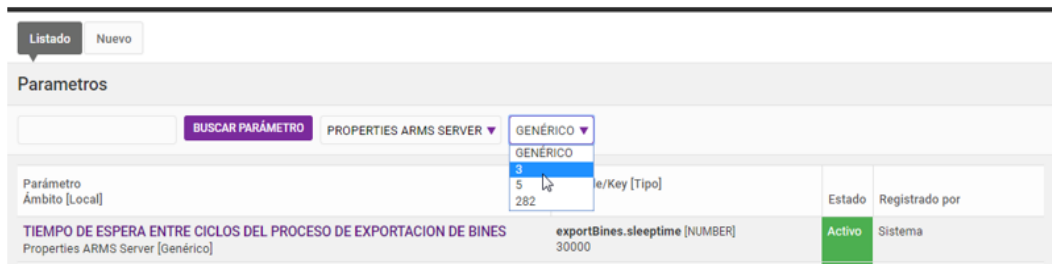 Listado Nuevo
Parametros
BUSCAR PARÁMETRO PROPERTIES ARMS SERVER GENÉRICO
GENÉRICO
3
5
282
Parámetro
Ámbito [Local]
le/Key [Tipo]
Estado Registrado por
TIEMPO DE ESPERA ENTRE CICLOS DEL PROCESO DE EXPORTACION DE BINES
Properties ARMS Server [Genérico]
exportBines.sleeptime [NUMBER]
30000
Activo Sistema